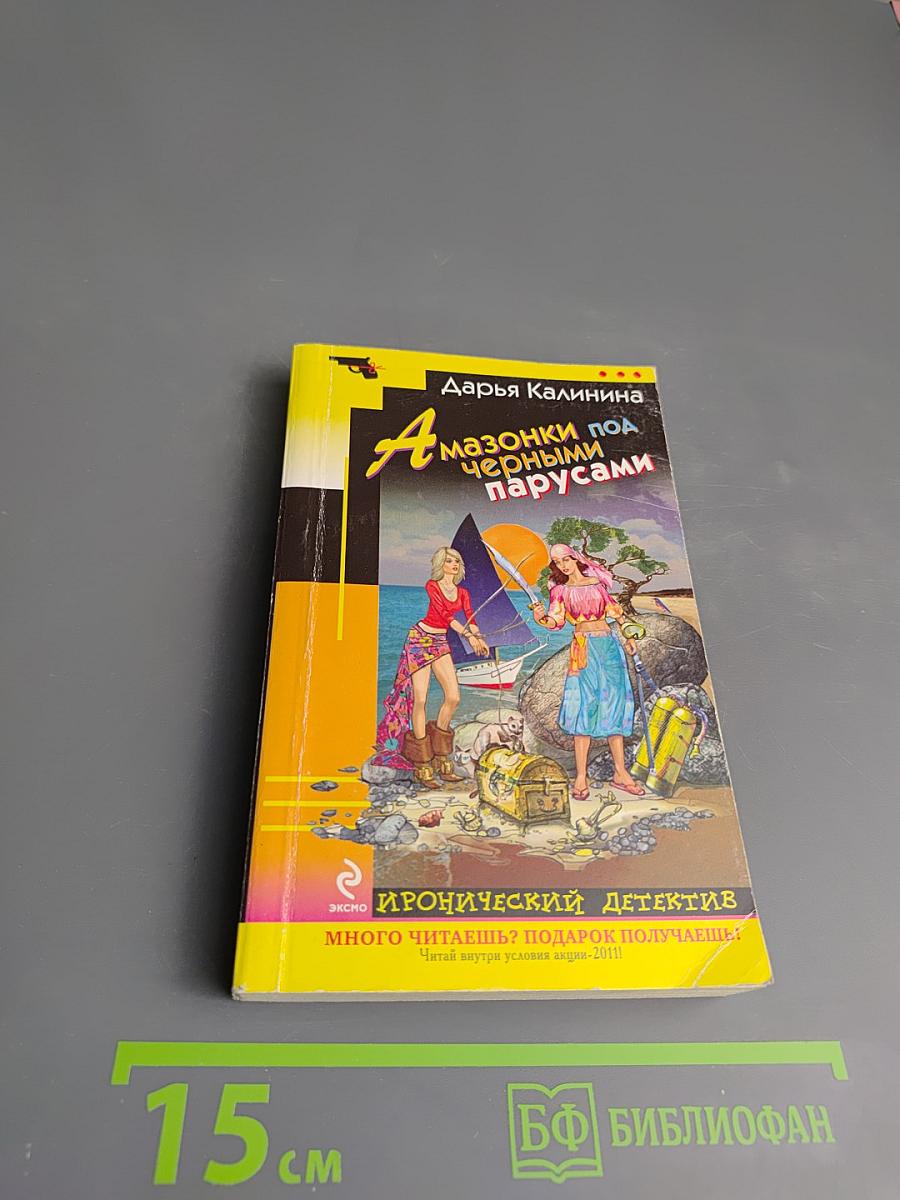 Дарья Калинина
Амазонки под
черными
парусами
ЭКСМО
ИРОНИЧЕСКИЙ ДЕТЕКТИВ
МНОГО ЧИТАЕШЬ? ПОДАРОК ПОЛУЧАЕШЬ!
Читай внутри условия акции-2011!
15 см
БФ БИБЛИОФАН